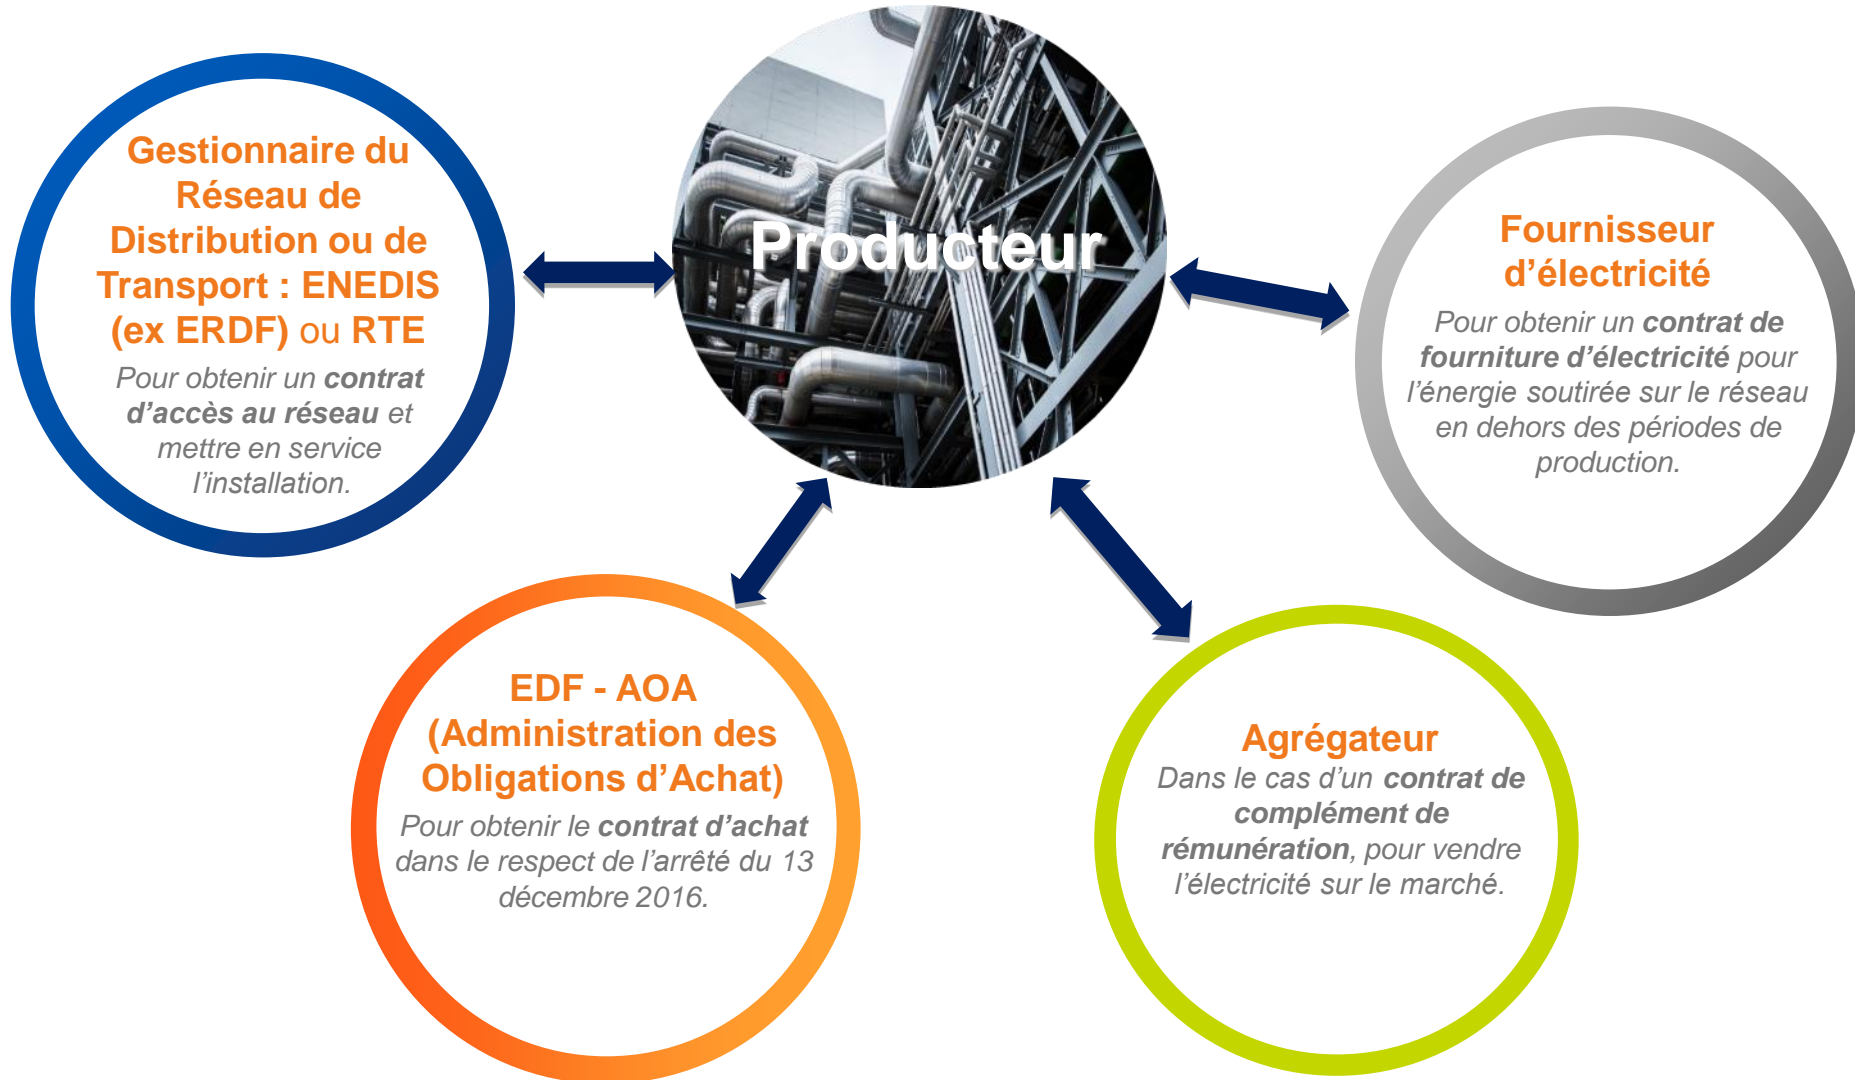 Gestionnaire du
Réseau de
Distribution ou de
Transport : ENEDIS
(ex ERDF) ou RTE
Pour obtenir un contrat
d’accès au réseau et
mettre en service
l’installation.
Producteur
Fournisseur
d’électricité
Pour obtenir un contrat de
fourniture d’électricité pour
l’énergie soutirée sur le réseau
en dehors des périodes de
production.
EDF - AOA
(Administration des
Obligations d’Achat)
Pour obtenir le contrat d’achat
dans le respect de l’arrêté du 13
décembre 2016.
Agrégateur
Dans le cas d’un contrat de
complément de
rémunération, pour vendre
l’électricité sur le marché.